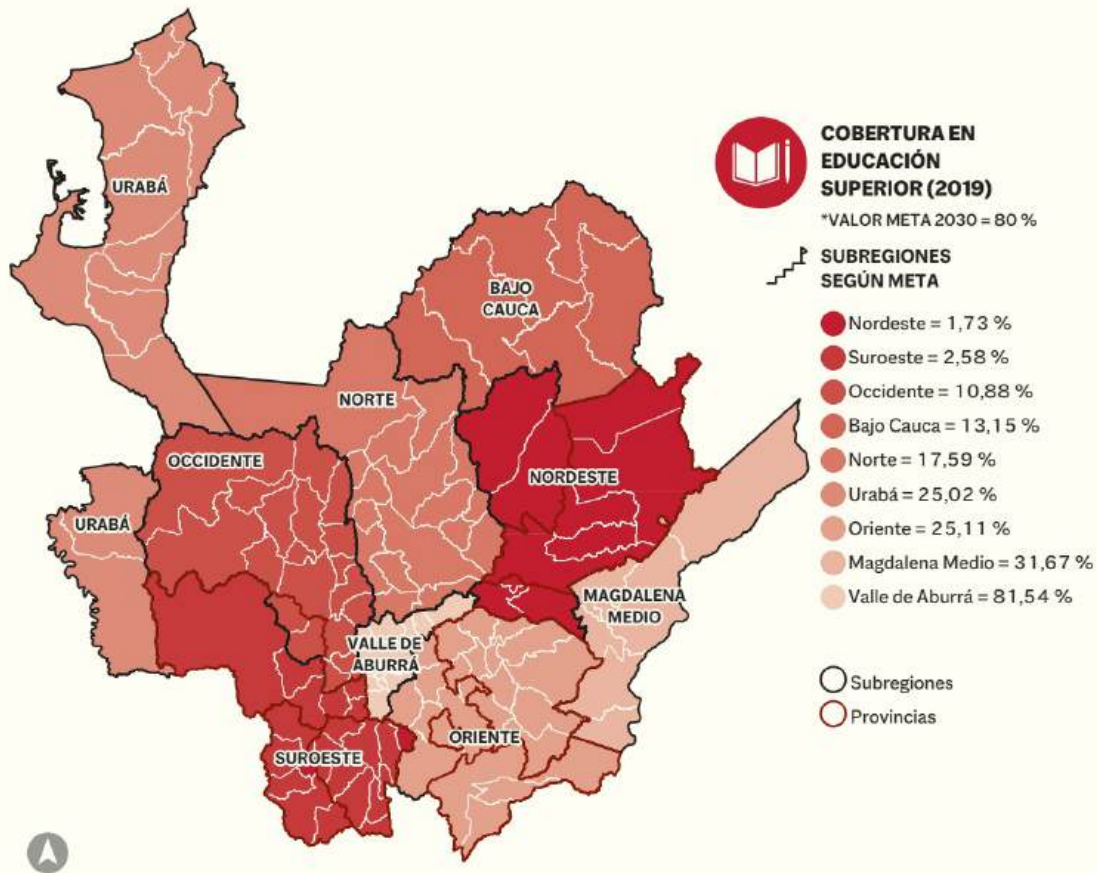 COBERTURA EN
EDUCACIÓN
SUPERIOR (2019)
*VALOR META 2030 = 80 %
SUBREGIONES
SEGÚN META
Nordeste = 1,73 %
Suroeste = 2,58 %
Occidente = 10,88 %
Bajo Cauca = 13,15 %
Norte = 17,59 %
Urabá = 25,02 %
Oriente = 25,11 %
Magdalena Medio = 31,67 %
Valle de Aburrá = 81,54 %
Subregiones
Provincias
URABÁ
BAJO
CAUCA
NORTE
OCCIDENTE
NORDESTE
URABÁ
MAGDALENA
MEDIO
VALLE DE
ABURRÁ
ORIENTE
SUROESTE